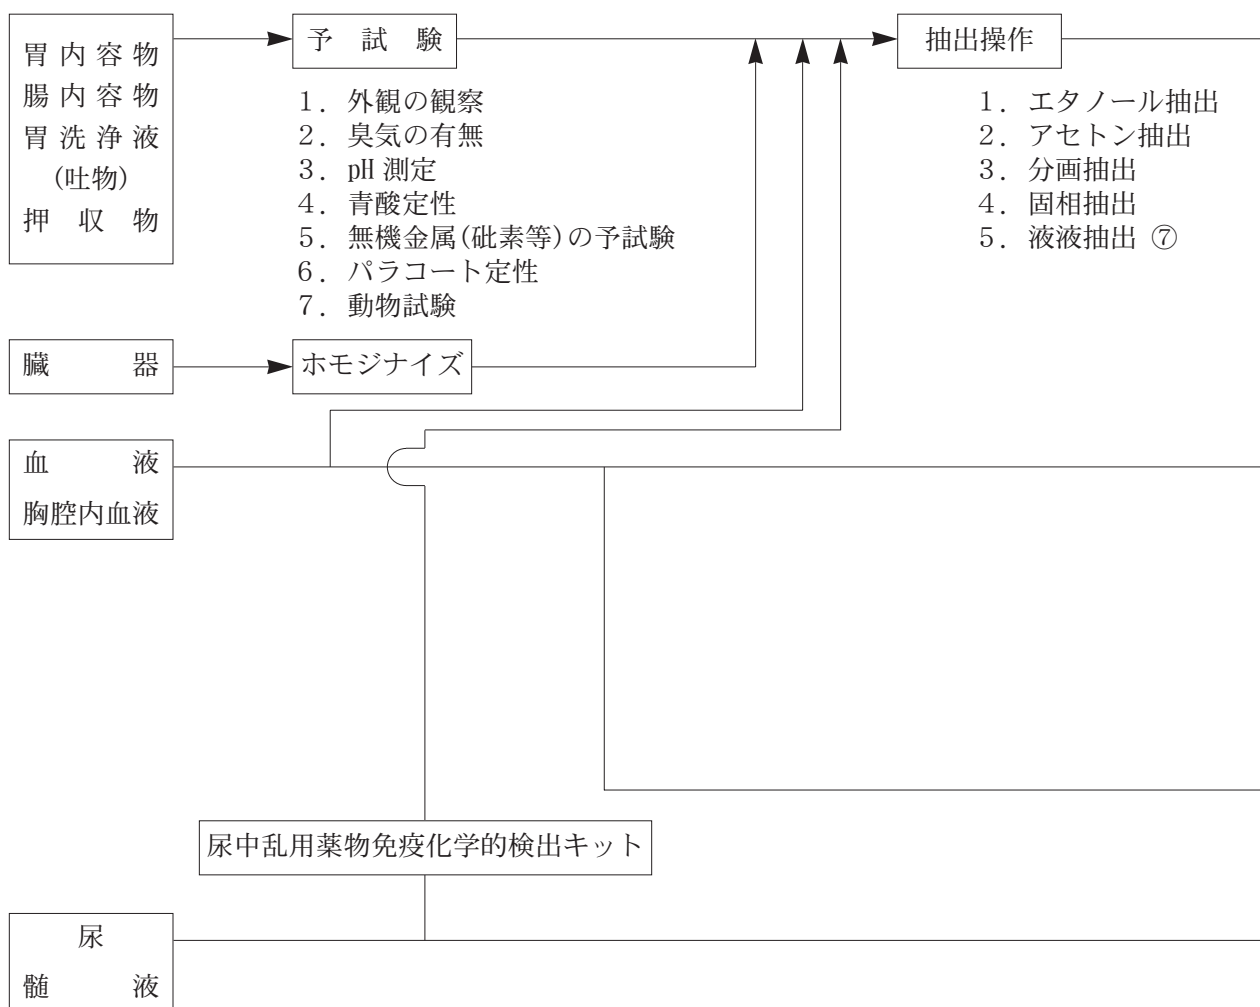 胃内容物
腸内容物
胃洗浄液
(吐物)
押収物
予試験
1. 外観の観察
2. 臭気の有無
3. pH 測定
4. 青酸定性
5. 無機金属(砒素等)の予試験
6. パラコート定性
7. 動物試験
抽出操作
1. エタノール抽出
2. アセトン抽出
3. 分画抽出
4. 固相抽出
5. 液液抽出 ⑦
臓器
ホモジナイズ
血液
胸腔内血液
尿中乱用薬物免疫化学的検出キット
尿
髄液